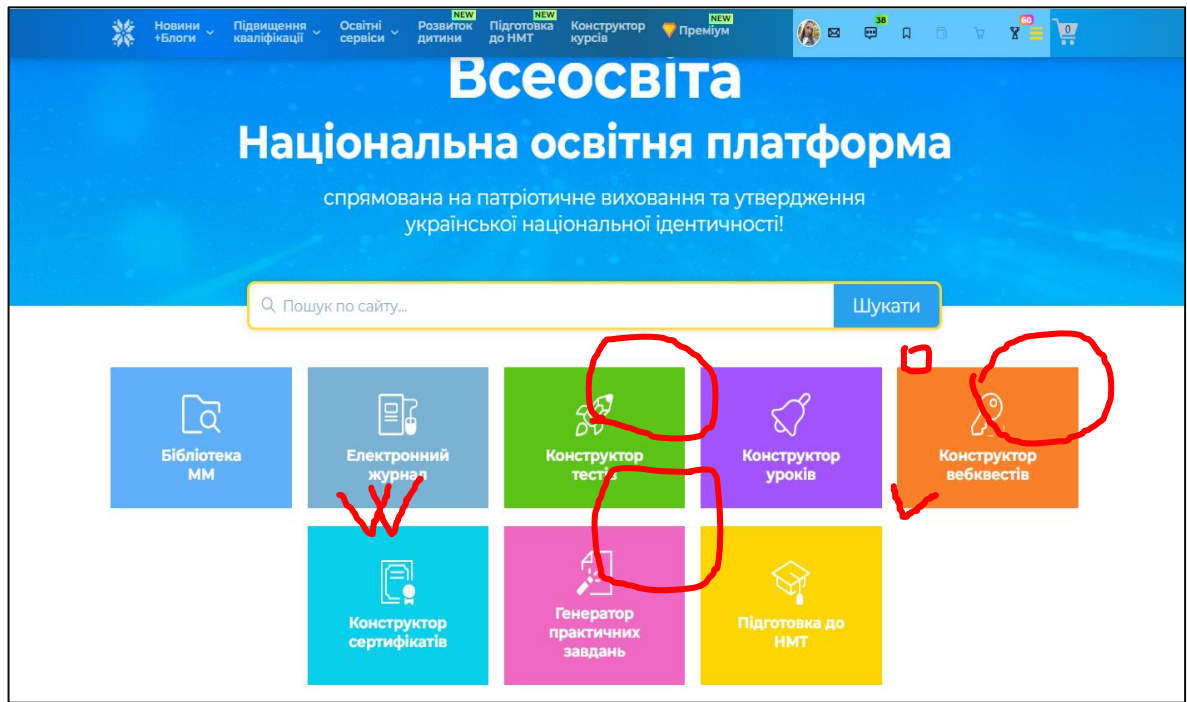 Новини
+Блоги
Підвищення
кваліфікації
Освітні
сервіси
NEW
Розвиток
дитини
NEW
Підготовка
до НМТ
Конструктор
курсів
NEW
Преміум
38
60
0
Всеосвіта
Національна освітня платформа
спрямована на патріотичне виховання та утвердження
української національної ідентичності!
Пошук по сайту...
Шукати
Бібліотека
ММ
Електронний
журнал
Конструктор
тестів
Конструктор
уроків
Конструктор
вебквестів
Конструктор
сертифікатів
Генератор
практичних
завдань
Підготовка до
НМТ